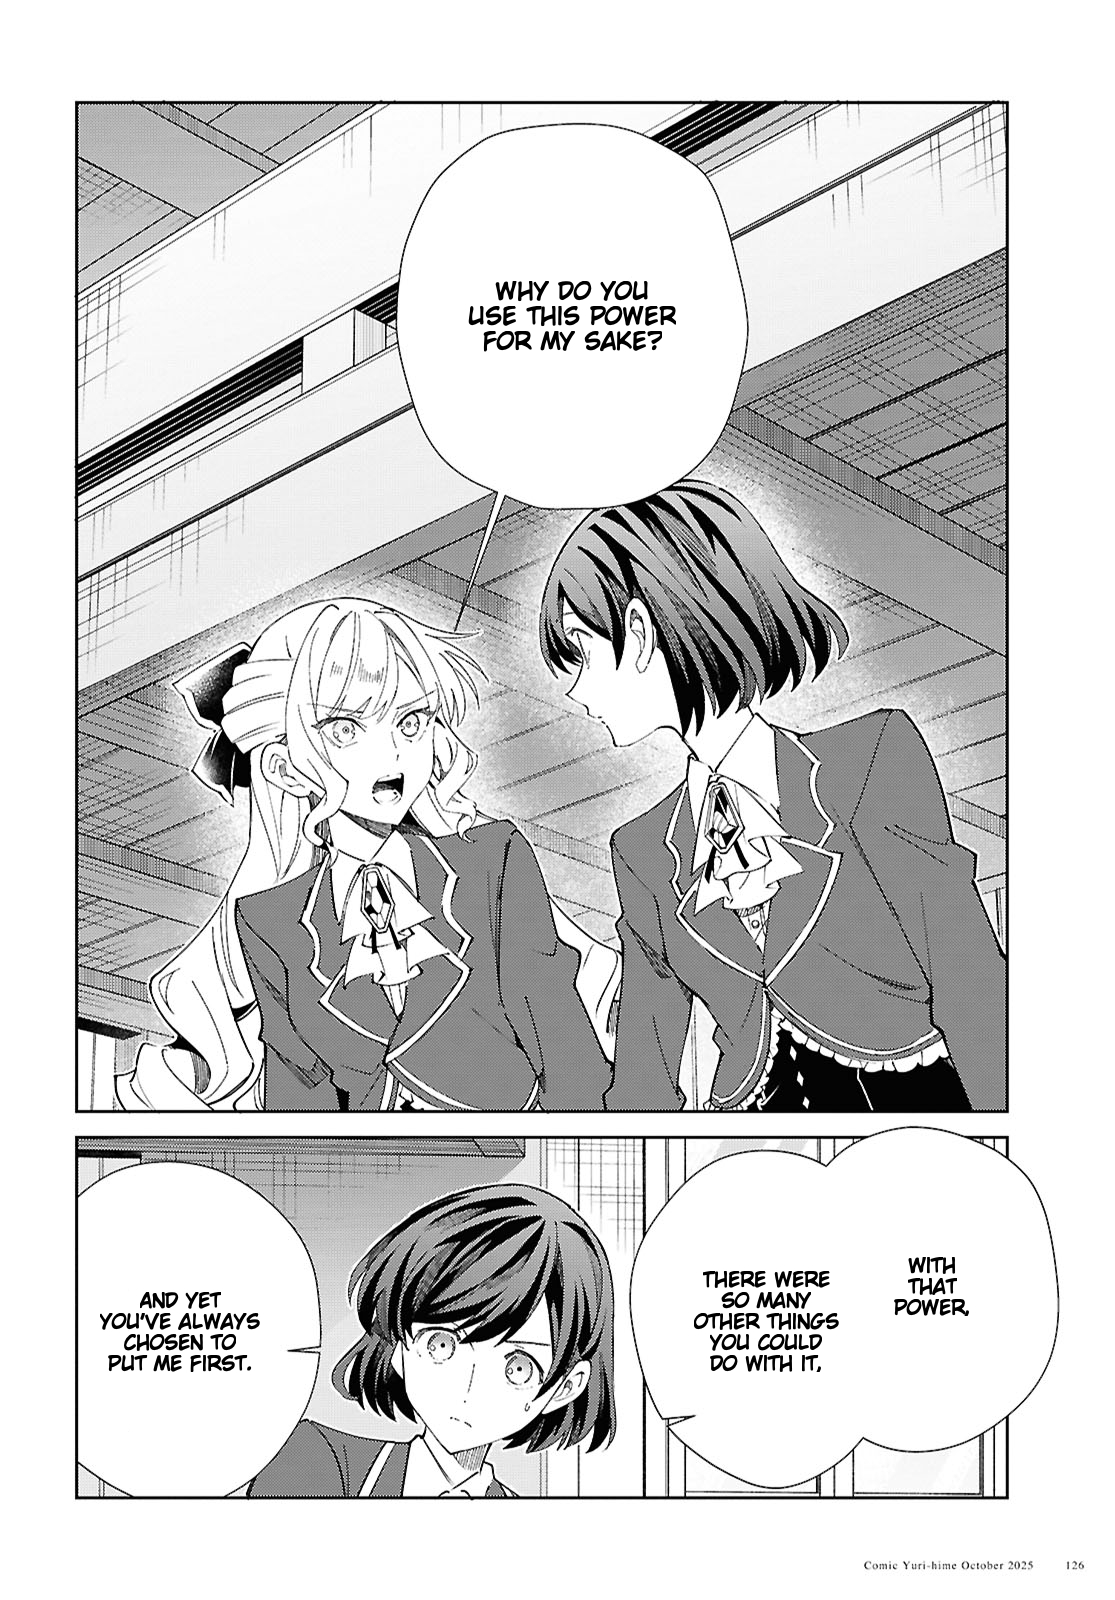 WHY DO YOU
USE THIS POWER
FOR MY SAKE?
WITH
THAT
POWER,
THERE WERE
SO MANY
OTHER THINGS
YOU COULD
DO WITH IT,
AND YET
YOU'VE ALWAYS
CHOSEN TO
PUT ME FIRST.
Comic Yuri-hime October 2025 126